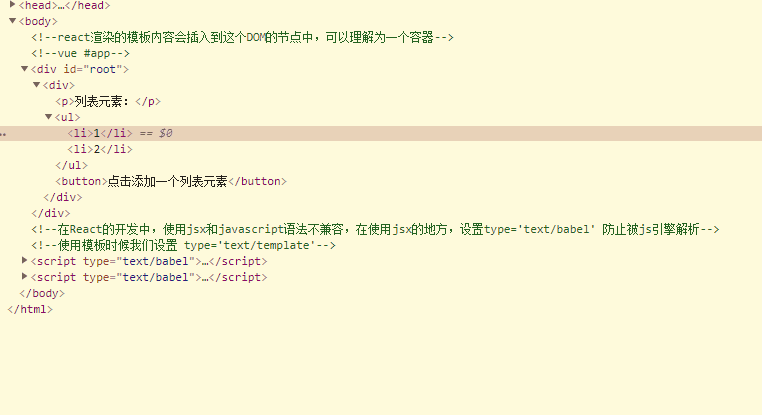 <head>…</head>
<body>
<!--react渲染的模板内容会插入到这个DOM的节点中，可以理解为一个容器-->
<!--vue #app-->
<div id="root">
<div>
<p>列表元素：</p>
<ul>
<li>1</li> == $0
<li>2</li>
</ul>
<button>点击添加一个列表元素</button>
</div>
</div>
<!--在React的开发中，使用jsx和javascript语法不兼容，在使用jsx的地方，设置type='text/babel' 防止被js引擎解析-->
<!--使用模板时候我们设置 type='text/template'-->
<script type="text/babel">…</script>
<script type="text/babel">…</script>
</body>
</html>